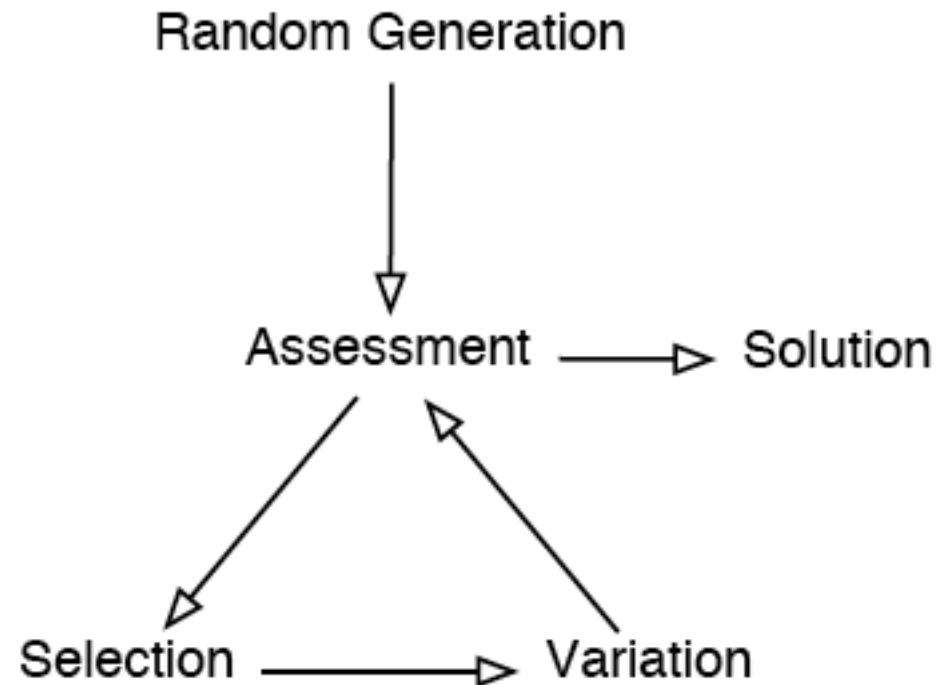 Random Generation
Assessment
Solution
Selection
Variation